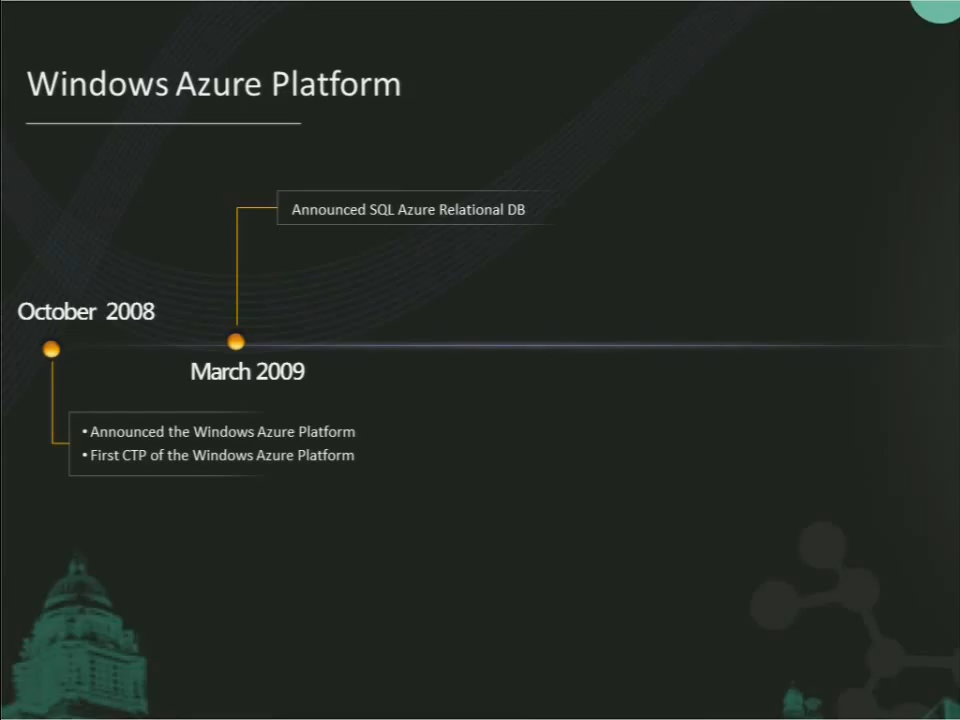 Windows Azure Platform
Announced SQL Azure Relational DB
October 2008
March 2009
• Announced the Windows Azure Platform
• First CTP of the Windows Azure Platform